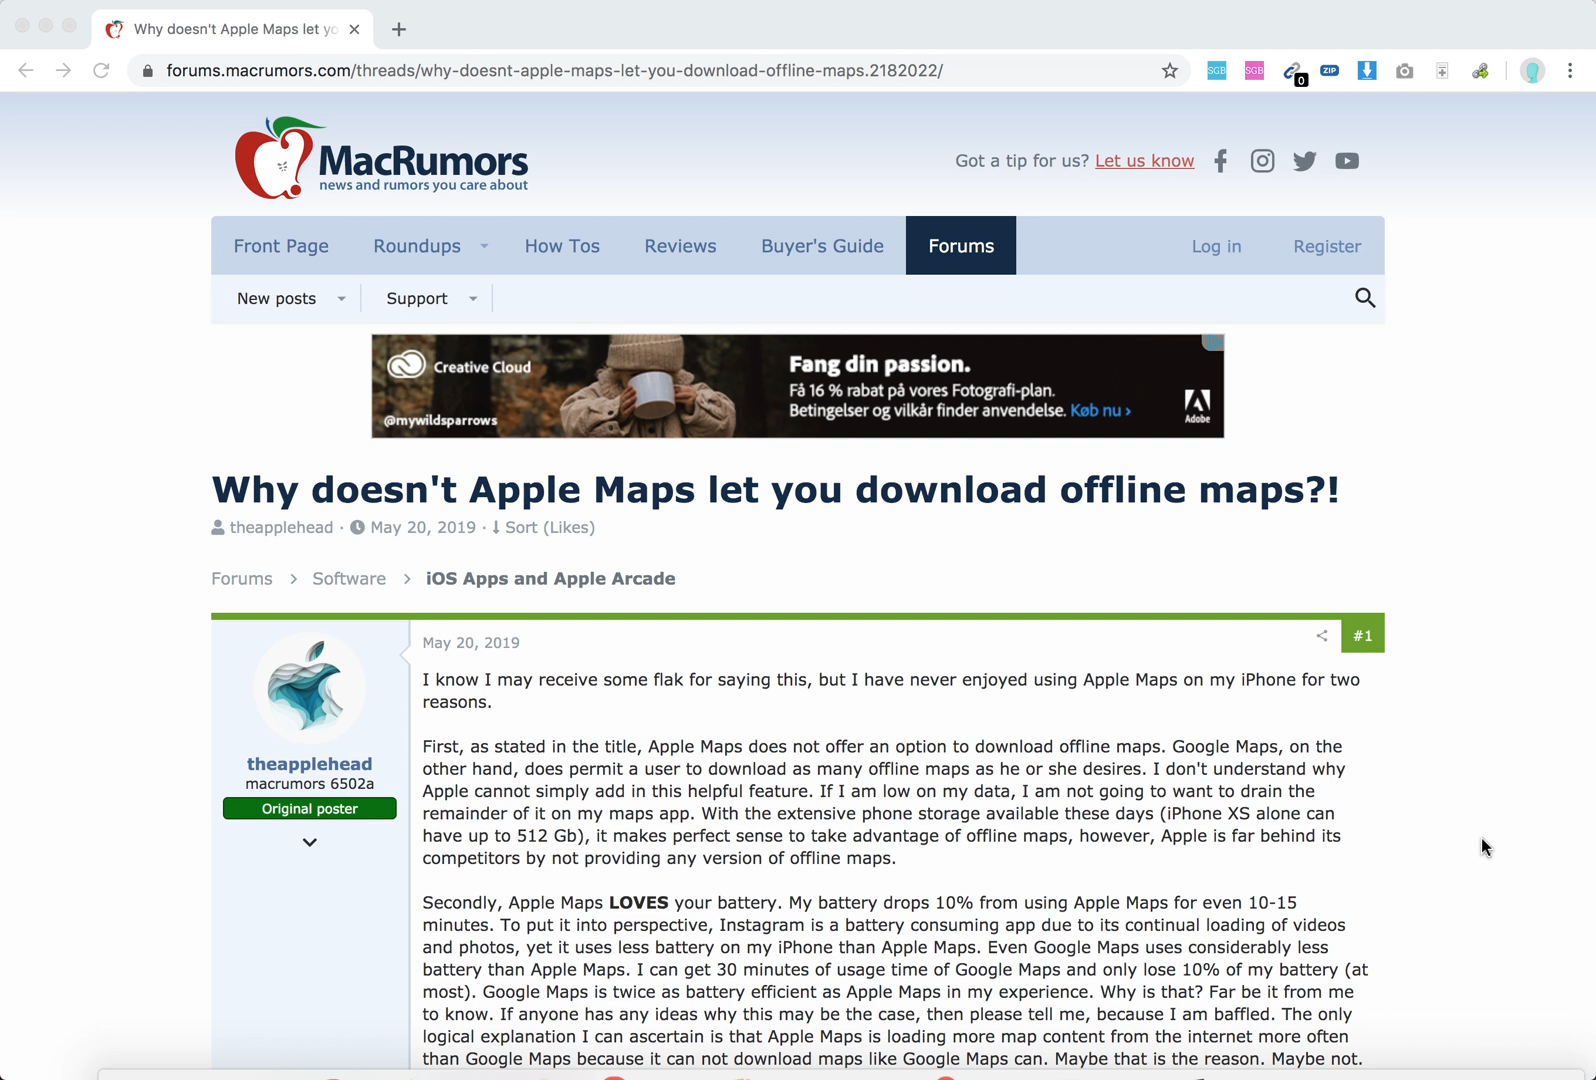 Why doesn't Apple Maps let yo
forums.macrumors.com/threads/why-doesnt-apple-maps-let-you-download-offline-maps.2182022/
SGB
SGB
0
ZIP
MacRumors
news and rumors you care about
Got a tip for us? Let us know
Front Page Roundups How Tos Reviews Buyer's Guide Forums Log in Register
New posts Support
Creative Cloud
@mywildsparrows
Fang din passion.
Få 16 % rabat på vores Fotografi-plan.
Betingelser og vilkår finder anvendelse. Køb nu ›
Adobe
Why doesn't Apple Maps let you download offline maps?!
theapplehead · May 20, 2019 · Sort (Likes)
Forums > Software > iOS Apps and Apple Arcade
theapplehead
macrumors 6502a
Original poster
May 20, 2019
#1
I know I may receive some flak for saying this, but I have never enjoyed using Apple Maps on my iPhone for two
reasons.
First, as stated in the title, Apple Maps does not offer an option to download offline maps. Google Maps, on the
other hand, does permit a user to download as many offline maps as he or she desires. I don't understand why
Apple cannot simply add in this helpful feature. If I am low on my data, I am not going to want to drain the
remainder of it on my maps app. With the extensive phone storage available these days (iPhone XS alone can
have up to 512 Gb), it makes perfect sense to take advantage of offline maps, however, Apple is far behind its
competitors by not providing any version of offline maps.
Secondly, Apple Maps LOVES your battery. My battery drops 10% from using Apple Maps for even 10-15
minutes. To put it into perspective, Instagram is a battery consuming app due to its continual loading of videos
and photos, yet it uses less battery on my iPhone than Apple Maps. Even Google Maps uses considerably less
battery than Apple Maps. I can get 30 minutes of usage time of Google Maps and only lose 10% of my battery (at
most). Google Maps is twice as battery efficient as Apple Maps in my experience. Why is that? Far be it from me
to know. If anyone has any ideas why this may be the case, then please tell me, because I am baffled. The only
logical explanation I can ascertain is that Apple Maps is loading more map content from the internet more often
than Google Maps because it can not download maps like Google Maps can. Maybe that is the reason. Maybe not.